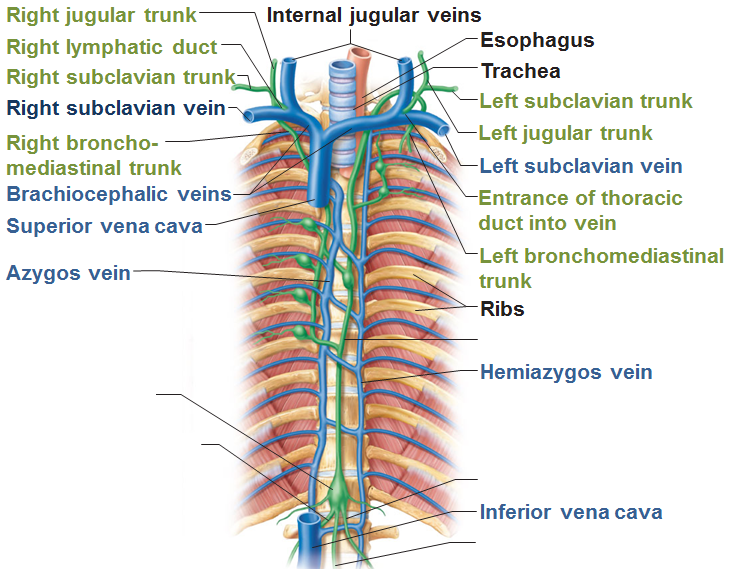 Right jugular trunk
Internal jugular veins
Right lymphatic duct
Esophagus
Right subclavian trunk
Trachea
Right subclavian vein
Left subclavian trunk
Right broncho-
mediastinal trunk
Left jugular trunk
Brachiocephalic veins
Left subclavian vein
Superior vena cava
Entrance of thoracic
duct into vein
Azygos vein
Left bronchomediastinal
trunk
Ribs
Hemiazygos vein
Inferior vena cava